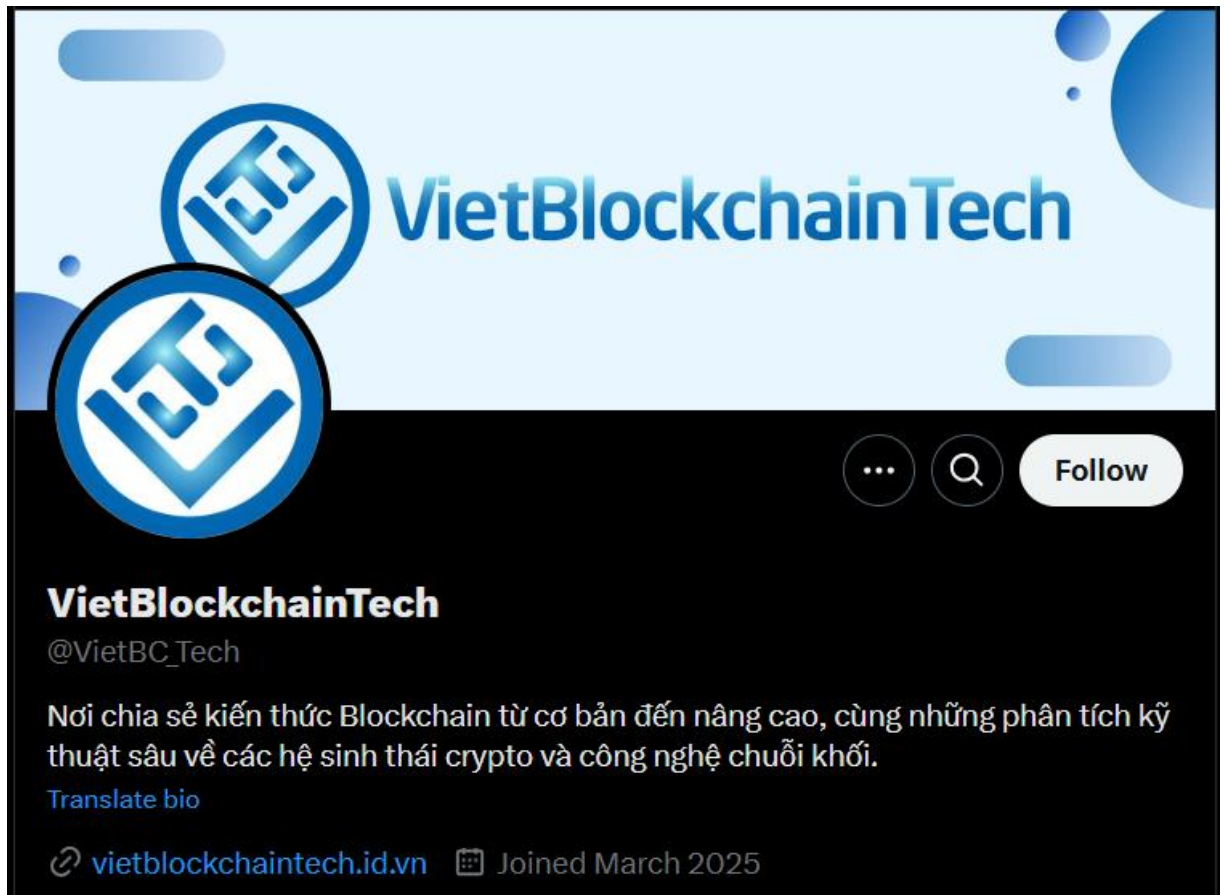 VietBlockchainTech
Follow
VietBlockchainTech
@VietBC_Tech
Nơi chia sẻ kiến thức Blockchain từ cơ bản đến nâng cao, cùng những phân tích kỹ
thuật sâu về các hệ sinh thái crypto và công nghệ chuỗi khối.
Translate bio
vietblockchaintech.id.vn Joined March 2025